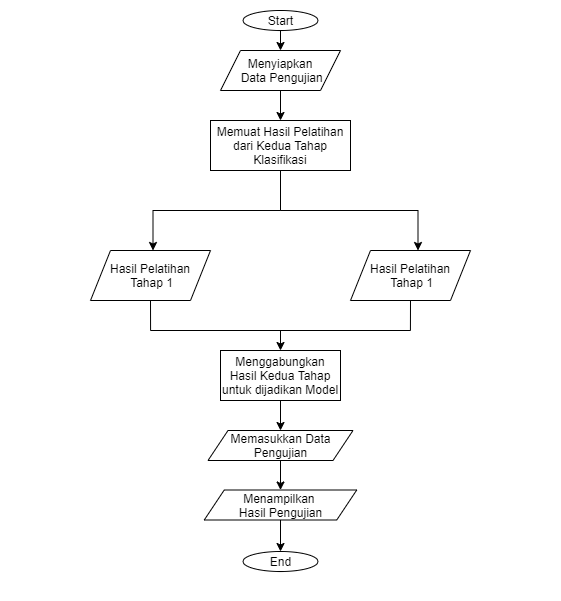 Start
Menyiapkan
Data Pengujian
Memuat Hasil Pelatihan
dari Kedua Tahap
Klasifikasi
Hasil Pelatihan
Tahap 1
Hasil Pelatihan
Tahap 1
Menggabungkan
Hasil Kedua Tahap
untuk dijadikan Model
Memasukkan Data
Pengujian
Menampilkan
Hasil Pengujian
End